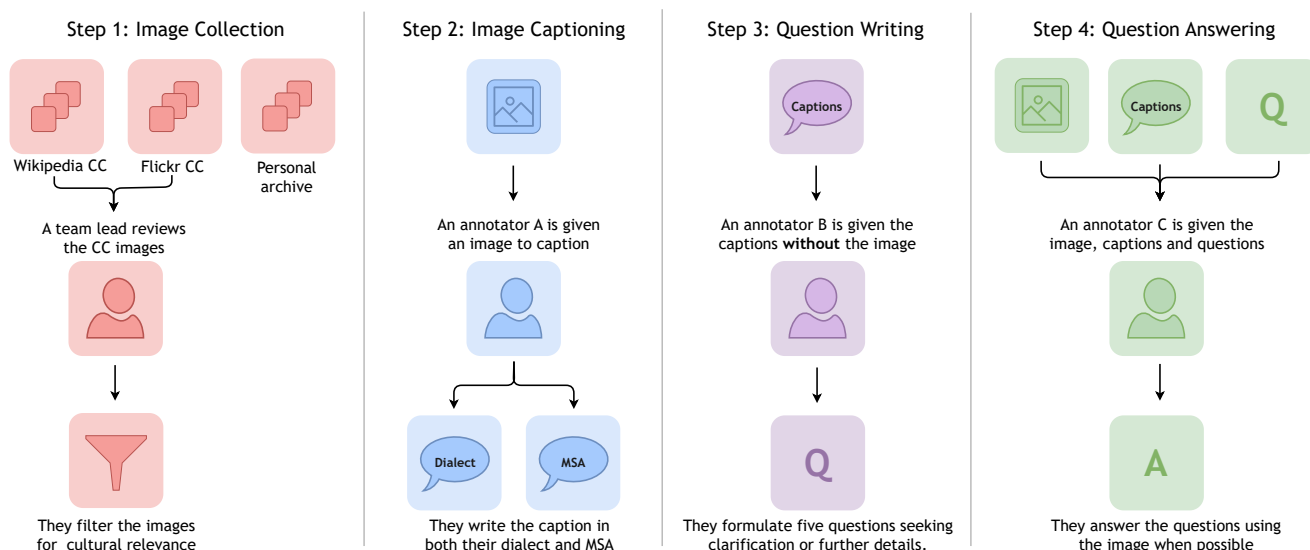 Step 1: Image Collection
Wikipedia CC
Flickr CC
Personal
archive
A team lead reviews
the CC images
They filter the images
for cultural relevance
Step 2: Image Captioning
An annotator A is given
an image to caption
Dialect
MSA
They write the caption in
both their dialect and MSA
Step 3: Question Writing
Captions
An annotator B is given the
captions without the image
Q
They formulate five questions seeking
clarification or further details.
Step 4: Question Answering
Captions
Q
An annotator C is given the
image, captions and questions
A
They answer the questions using
the image when possible